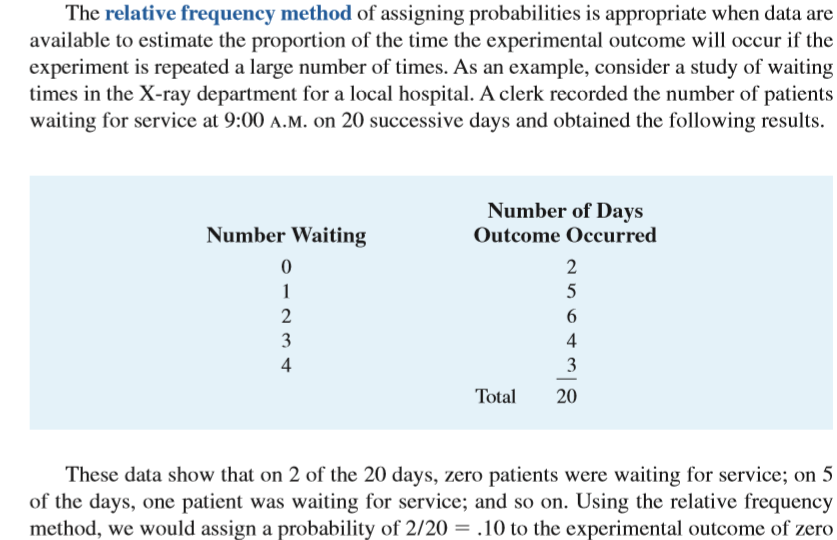 The relative frequency method of assigning probabilities is appropriate when data are
available to estimate the proportion of the time the experimental outcome will occur if the
experiment is repeated a large number of times. As an example, consider a study of waiting
times in the X-ray department for a local hospital. A clerk recorded the number of patients
waiting for service at 9:00 A.M. on 20 successive days and obtained the following results.
Number of Days
Number Waiting Outcome Occurred
0 2
1 5
2 6
3 4
4 3
Total 20
These data show that on 2 of the 20 days, zero patients were waiting for service; on 5
of the days, one patient was waiting for service; and so on. Using the relative frequency
method, we would assign a probability of 2/20 = .10 to the experimental outcome of zero